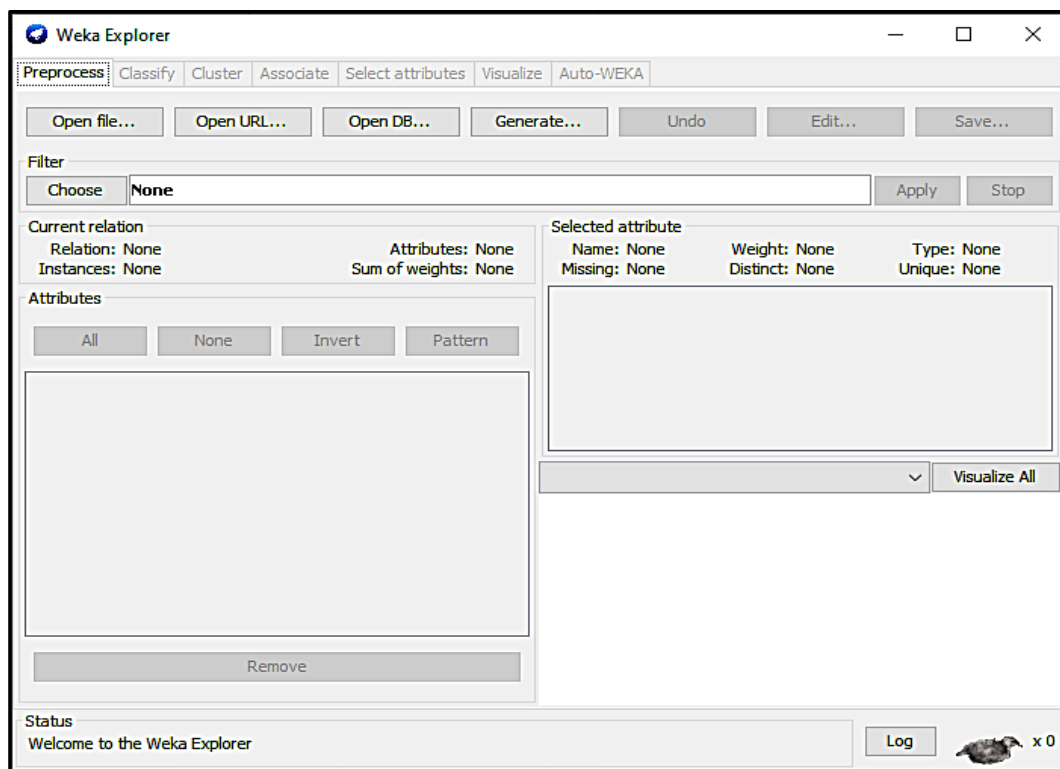 Weka Explorer
Preprocess Classify Cluster Associate Select attributes Visualize Auto-WEKA
Open file... Open URL... Open DB... Generate... Undo Edit... Save...
Filter
Choose None Apply Stop
Current relation
Relation: None Attributes: None
Instances: None Sum of weights: None
Selected attribute
Name: None Weight: None Type: None
Missing: None Distinct: None Unique: None
Attributes
All None Invert Pattern
Remove
Visualize All
Status
Welcome to the Weka Explorer
Log x 0